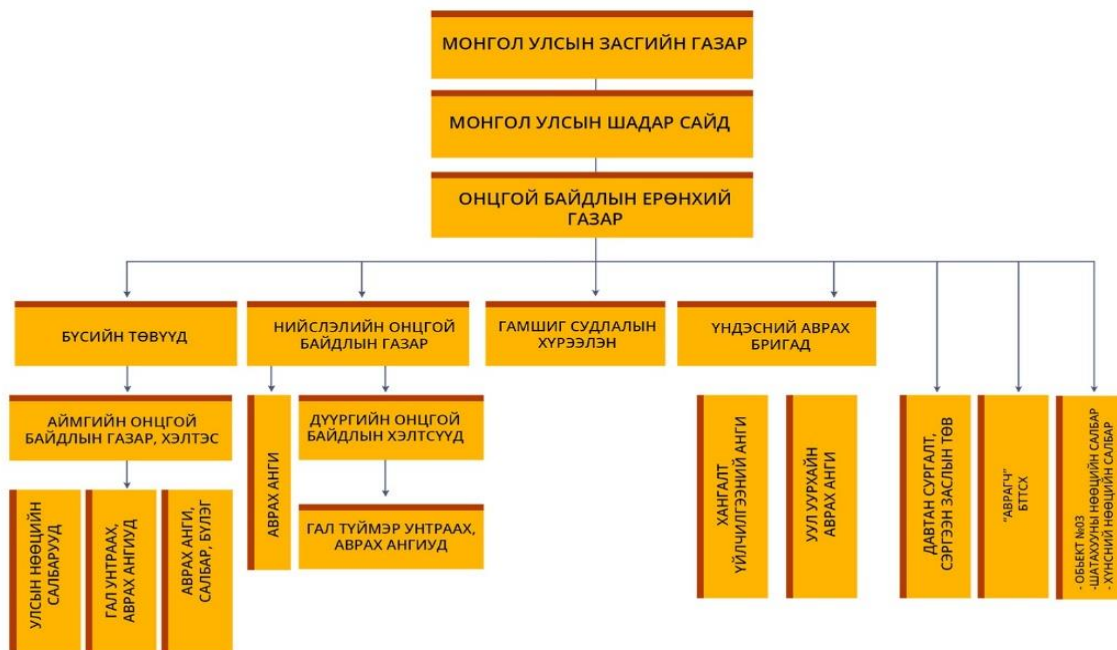 МОНГОЛ УЛСЫН ЗАСГИЙН ГАЗАР
МОНГОЛ УЛСЫН ШАДАР САЙД
ОНЦГОЙ БАЙДЛЫН ЕРӨНХИЙ
ГАЗАР
БҮСИЙН ТӨВҮҮД
НИЙСЛЭЛИЙН ОНЦГОЙ
БАЙДЛЫН ГАЗАР
ГАМШИГ СУДЛАЛЫН
ХҮРЭЭЛЭН
ҮНДЭСНИЙ АВРАХ
БРИГАД
АЙМГИЙН ОНЦГОЙ
БАЙДЛЫН ГАЗАР, ХЭЛТЭС
АВРАХ АНГИ
ДҮҮРГИЙН ОНЦГОЙ
БАЙДЛЫН ХЭЛТСҮҮД
ГАЛ ТҮЙМЭР УНТРААХ,
АВРАХ АНГИУД
УЛСЫН НӨӨЦИЙН
САЛБАРУУД
ГАЛ УНТРААХ,
АВРАХ АНГИУД
АВРАХ АНГИ,
САЛБАР, БҮЛЭГ
ХАНГАЛТ
ҮЙЛЧИЛГЭЭНИЙ АНГИ
УУЛ УУРХАЙН
АВРАХ АНГИ
ДАВТАН СУРГАЛТ,
СЭРГЭЭН ЗАСЛЫН ТӨВ
"АВРАГЧ"
БТТСХ
- ОБЬЕКТ №03
-ШАТАХУУНЫ НӨӨЦИЙН САЛБАР
- ХҮНСНИЙ НӨӨЦИЙН САЛБАР